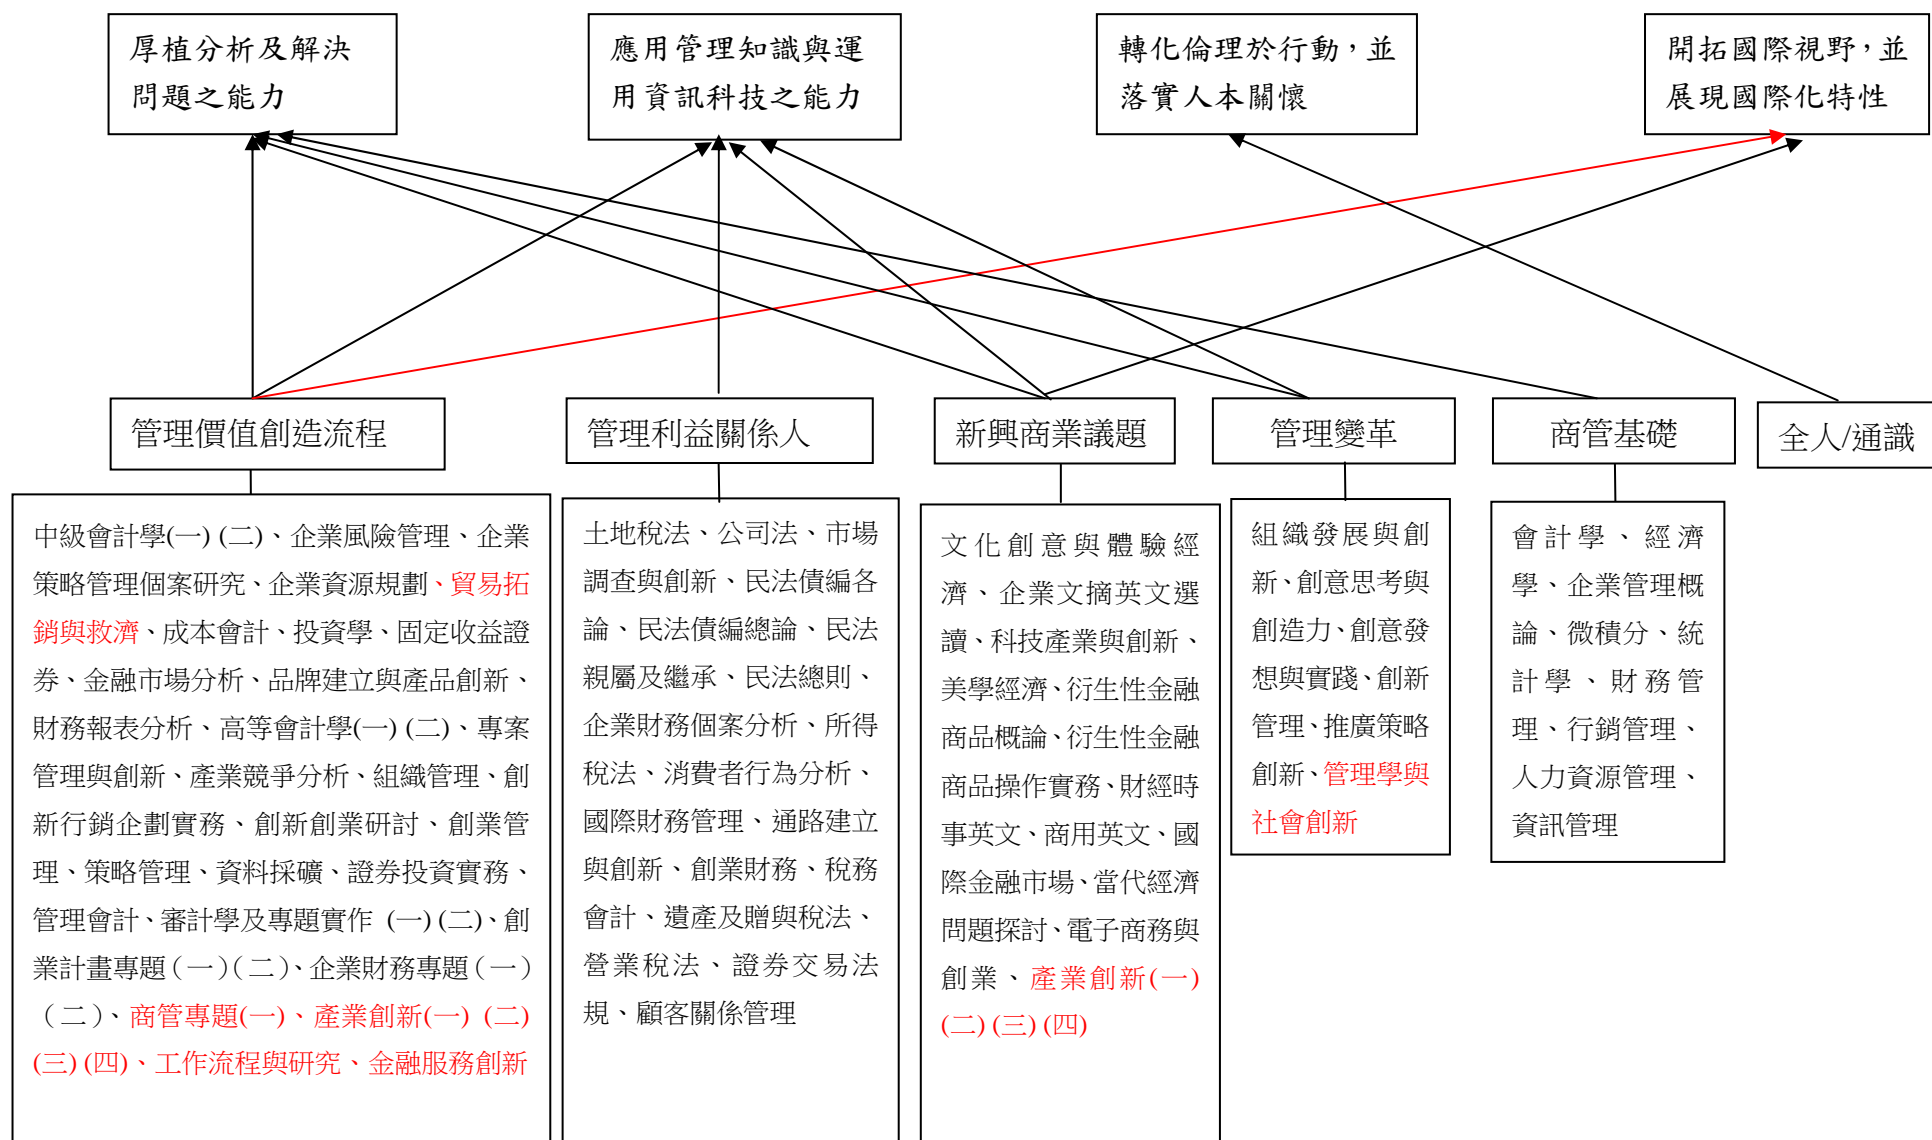 厚植分析及解決
問題之能力
應用管理知識與運
用資訊科技之能力
轉化倫理於行動，並
落實人本關懷
開拓國際視野，並
展現國際化特性
管理價值創造流程
管理利益關係人
新興商業議題
管理變革
商管基礎
全人/通識
中級會計學(一) (二)、企業風險管理、企業
策略管理個案研究、企業資源規劃、貿易拓
銷與救濟、成本會計、投資學、固定收益證
券、金融市場分析、品牌建立與產品創新、
財務報表分析、高等會計學(一) (二)、專案
管理與創新、產業競爭分析、組織管理、創
新行銷企劃實務、創新創業研討、創業管
理、策略管理、資料採礦、證券投資實務、
管理會計、審計學及專題實作 (一) (二)、創
業計畫專題（一）（二）、企業財務專題（一）
（二）、商管專題(一)、產業創新(一) (二)
(三) (四)、工作流程與研究、金融服務創新
土地稅法、公司法、市場
調查與創新、民法債編各
論、民法債編總論、民法
親屬及繼承、民法總則、
企業財務個案分析、所得
稅法、消費者行為分析、
國際財務管理、通路建立
與創新、創業財務、稅務
會計、遺產及贈與稅法、
營業稅法、證券交易法
規、顧客關係管理
文化創意與體驗經
濟、企業文摘英文選
讀、科技產業與創新、
美學經濟、衍生性金融
商品概論、衍生性金融
商品操作實務、財經時
事英文、商用英文、國
際金融市場、當代經濟
問題探討、電子商務與
創業、產業創新(一)
(二) (三) (四)
組織發展與創
新、創意思考與
創造力、創意發
想與實踐、創新
管理、推廣策略
創新、管理學與
社會創新
會計學、經濟
學、企業管理概
論、微積分、統
計學、財務管
理、行銷管理、
人力資源管理、
資訊管理